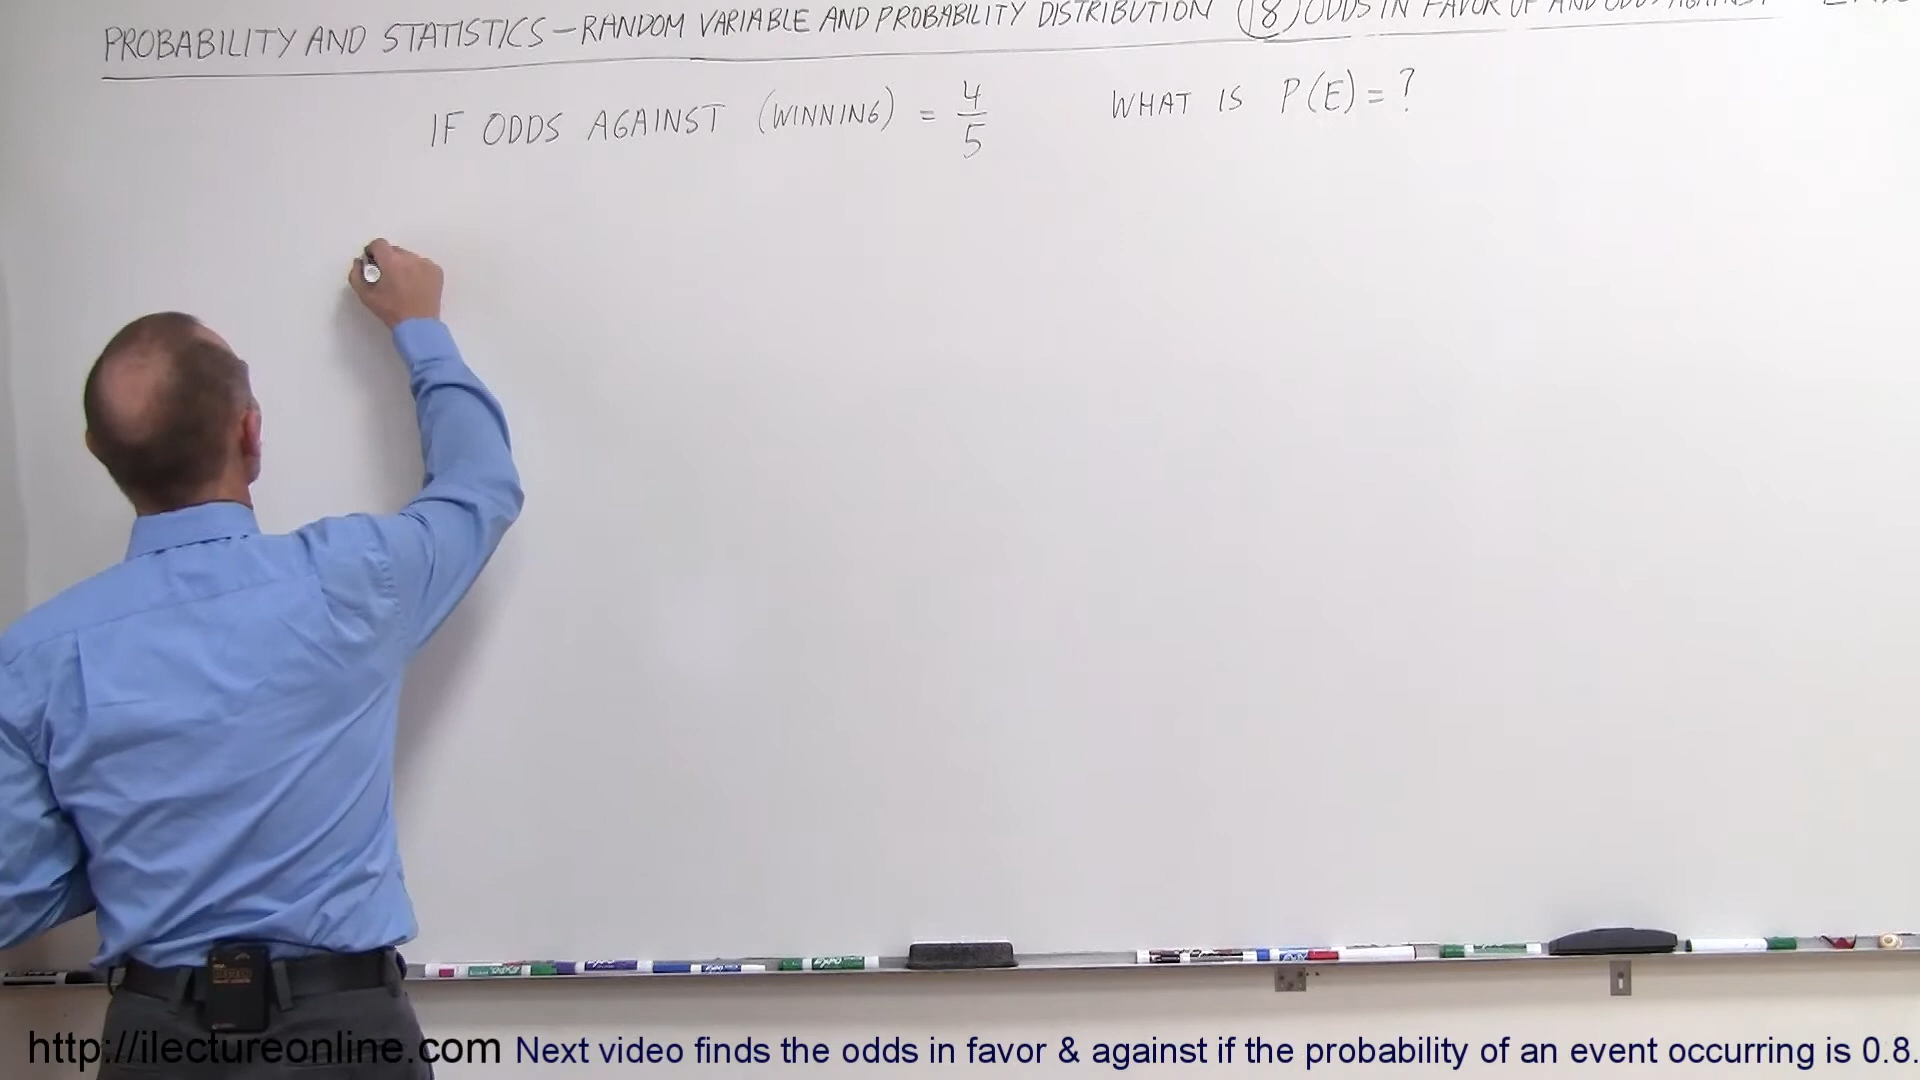 PROBABILITY AND STATISTICS - RANDOM VARIABLE AND PROBABILITY DISTRIBUTION (18) ODDS IN FAVOR OF AND ODDS AGAINST
IF ODDS AGAINST (WINNING) = 4/5 WHAT IS P(E) = ?
http://ilectureonline.com Next video finds the odds in favor & against if the probability of an event occurring is 0.8.